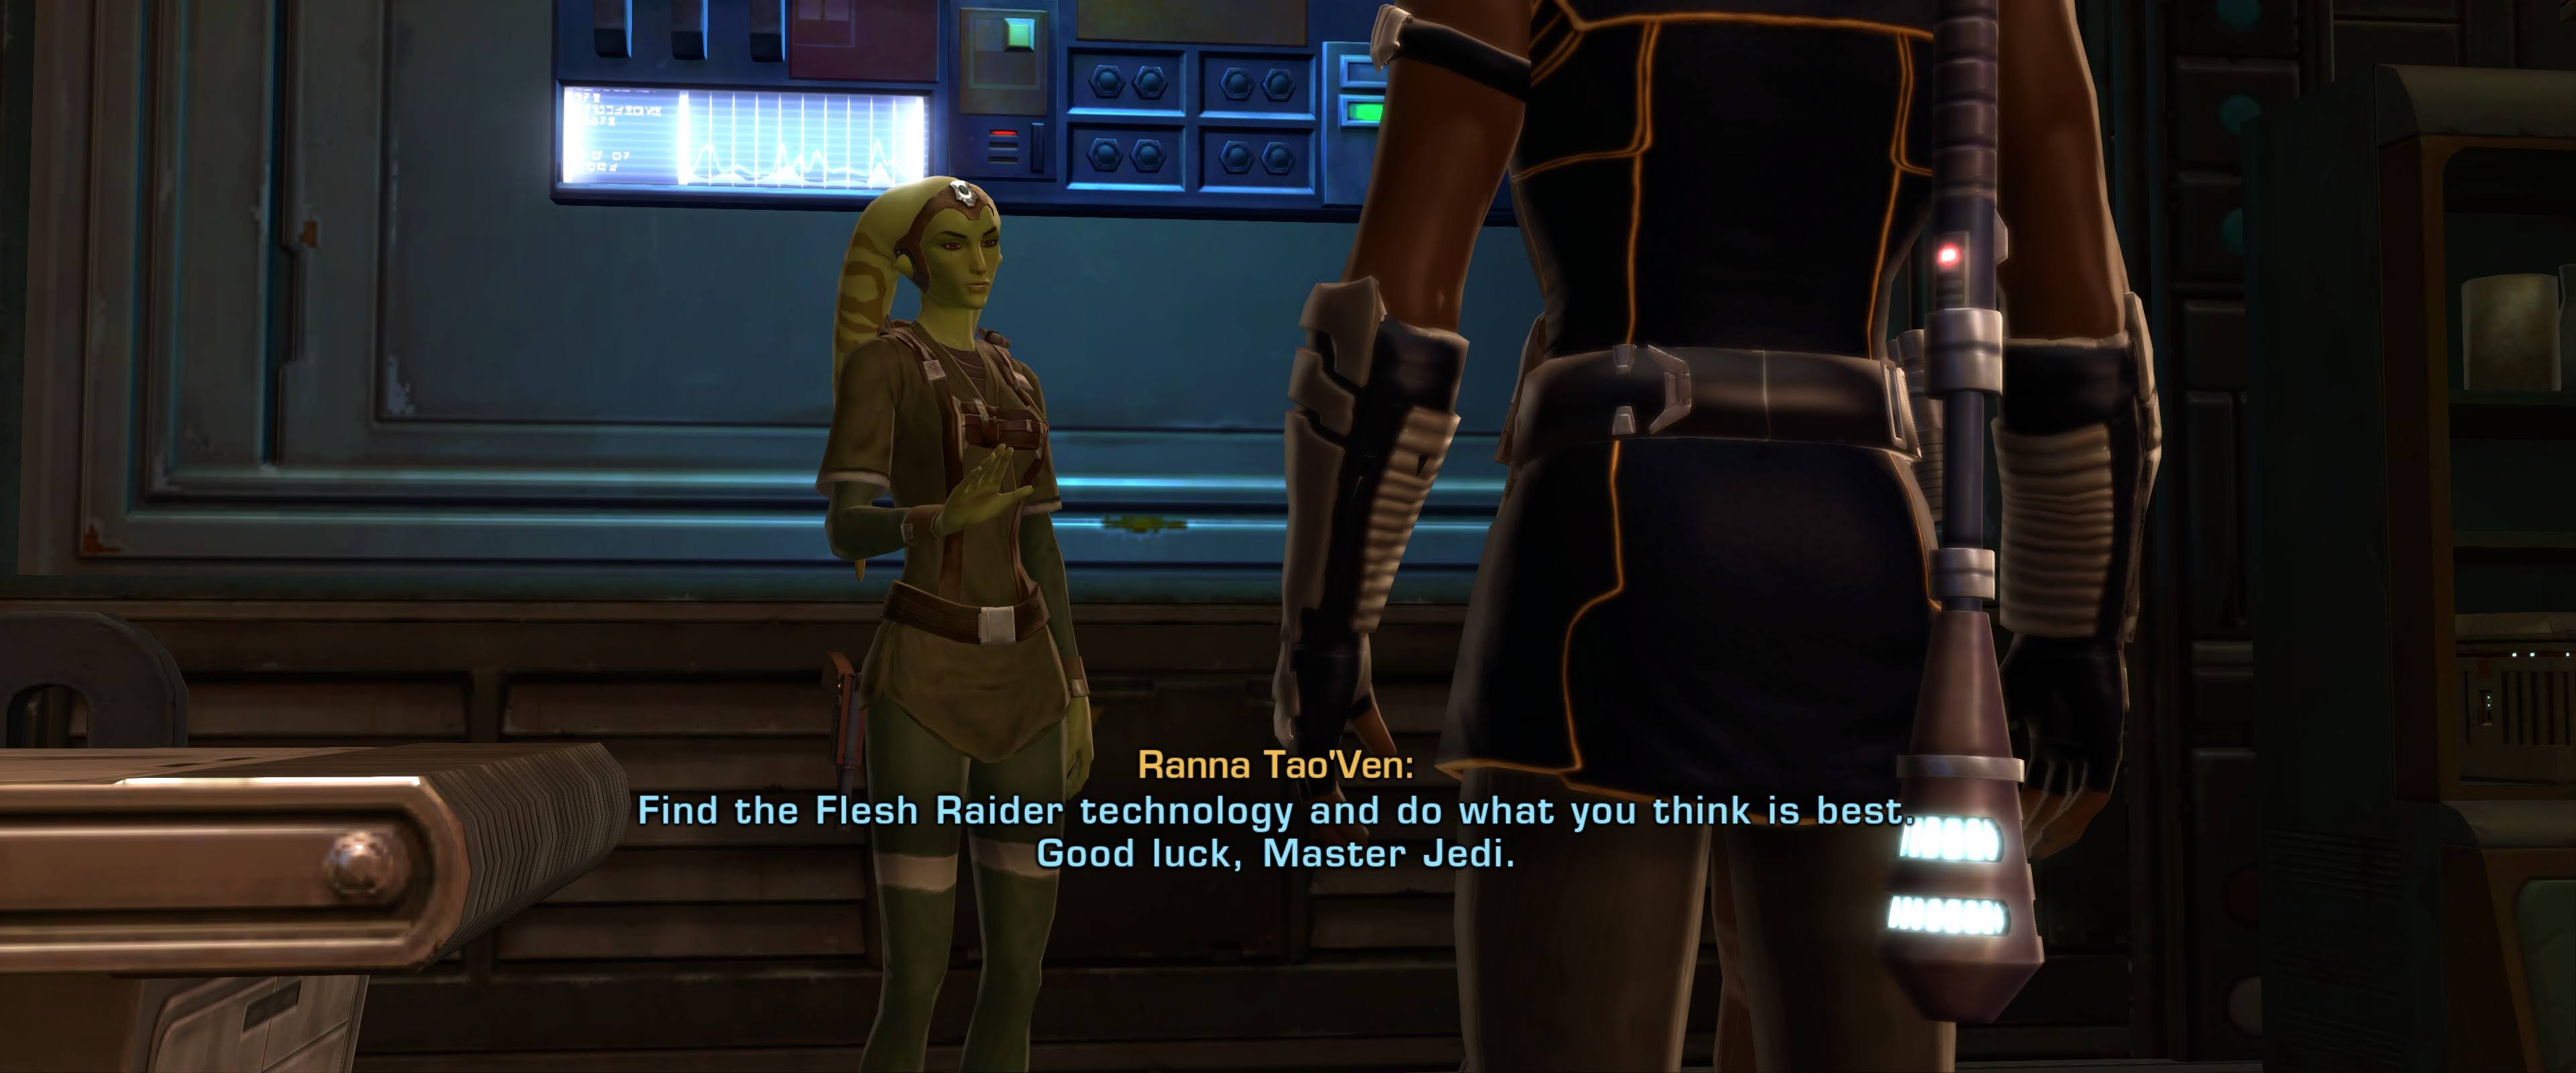 Ranna Tao'Ven:
Find the Flesh Raider technology and do what you think is best.
Good luck, Master Jedi.